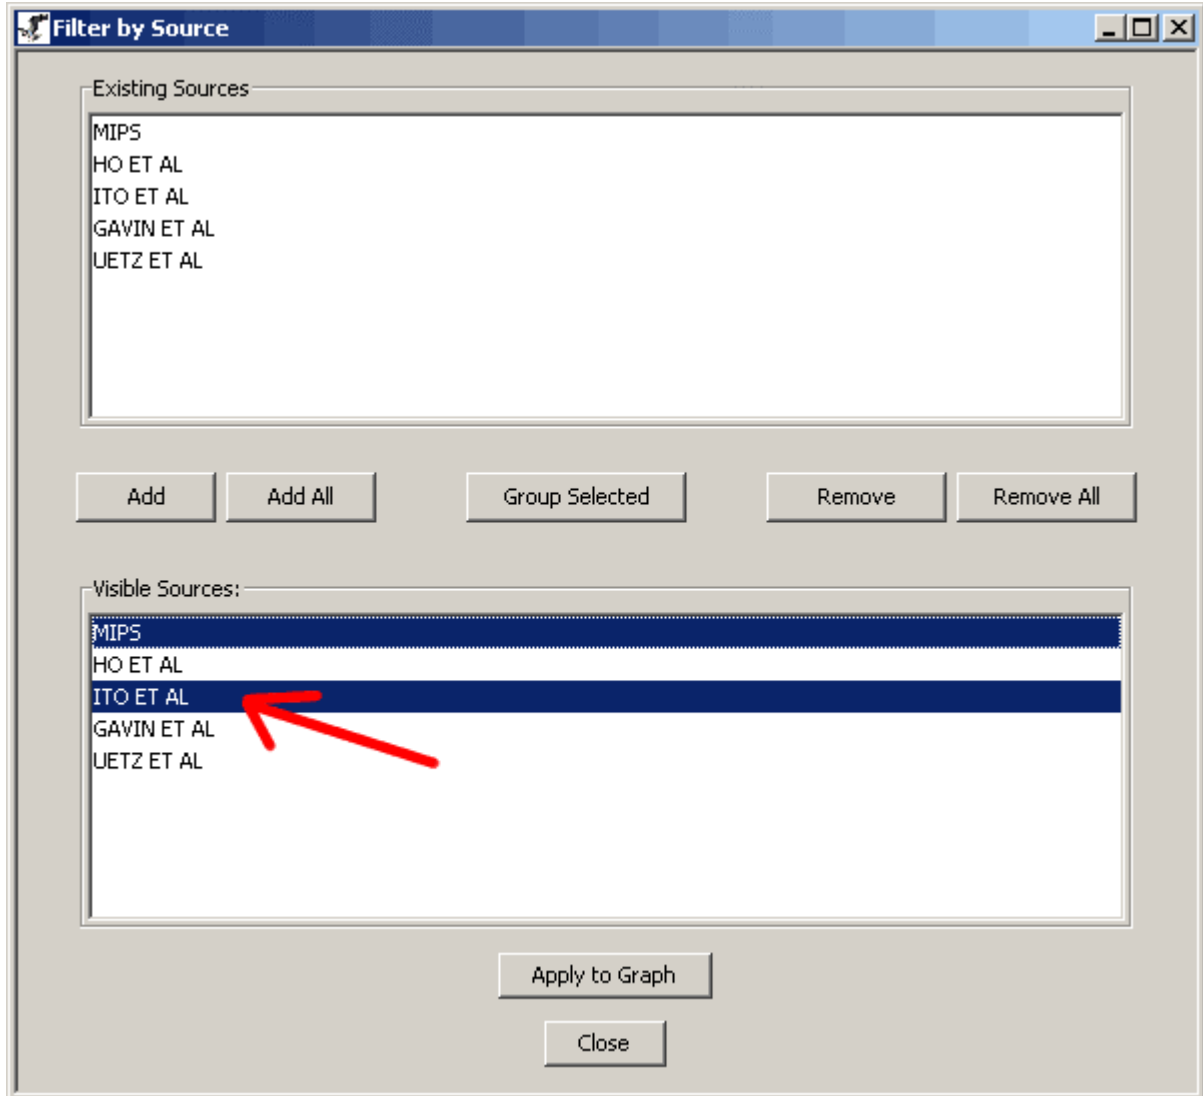 Filter by Source
Existing Sources
MIPS
HO ET AL
ITO ET AL
GAVIN ET AL
UETZ ET AL
Add Add All Group Selected Remove Remove All
Visible Sources:
MIPS
HO ET AL
ITO ET AL
GAVIN ET AL
UETZ ET AL
Apply to Graph
Close